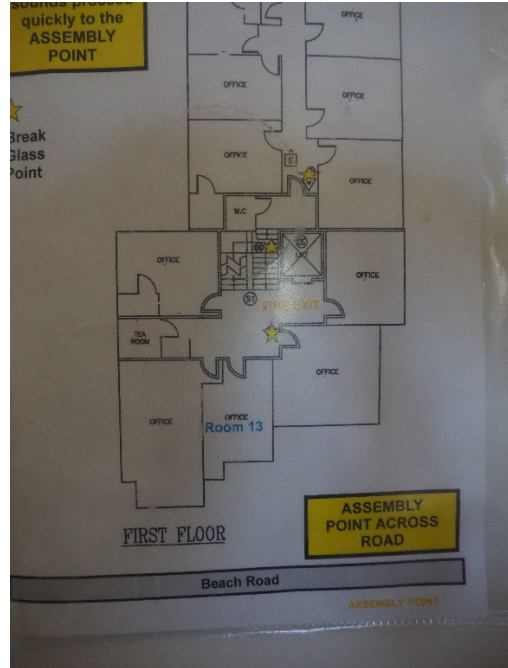 sounds proceed
quickly to the
ASSEMBLY
POINT
Break
Glass
Point
OFFICE
OFFICE
OFFICE
OFFICE
E
OFFICE
W.C
OFFICE
OFFICE
S1
FIRE EXIT
TEA
ROOM
OFFICE
OFFICE
OFFICE
Room 13
FIRST FLOOR
ASSEMBLY
POINT ACROSS
ROAD
Beach Road
ASSEMBLY POINT